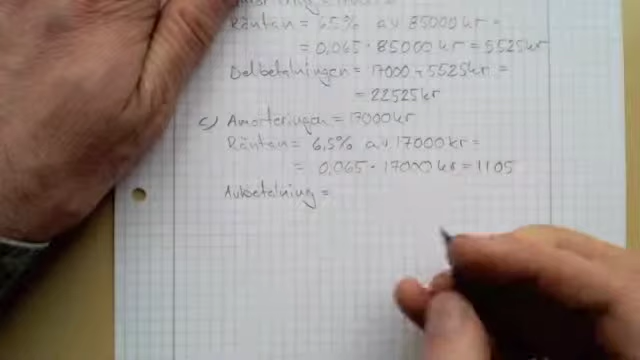 Räntan = 6,5% av 85000 kr =
= 0,065 · 85000 kr = 5525 kr
Delbetalningen = 17000 + 5525 kr =
= 22525 kr
c) Amorteringen = 17000 kr
Räntan = 6,5% av 17000 kr =
= 0,065 · 17000 kr = 1105
Avbetalning =